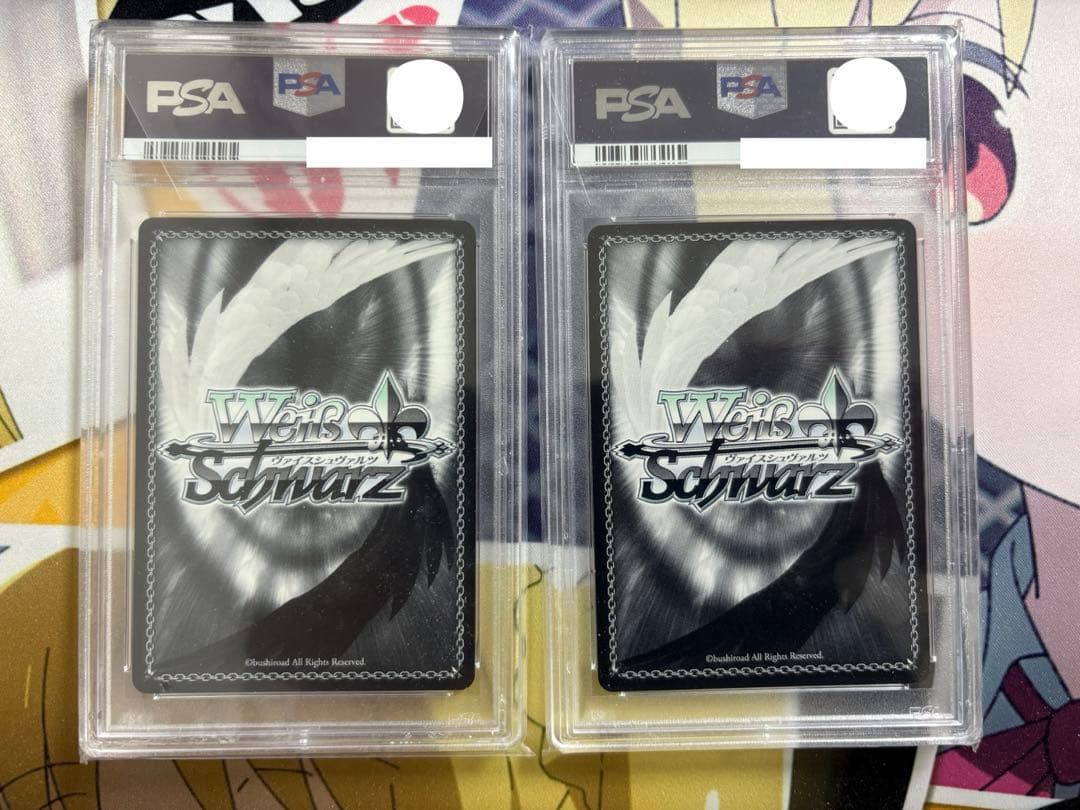 PSA
PSA
Weiß
ヴァイスシュヴァルツ
Schwarz
©bushiroad All Rights Reserved.
PSA
PSA
Weiß
ヴァイスシュヴァルツ
Schwarz
©bushiroad All Rights Reserved.
PSA